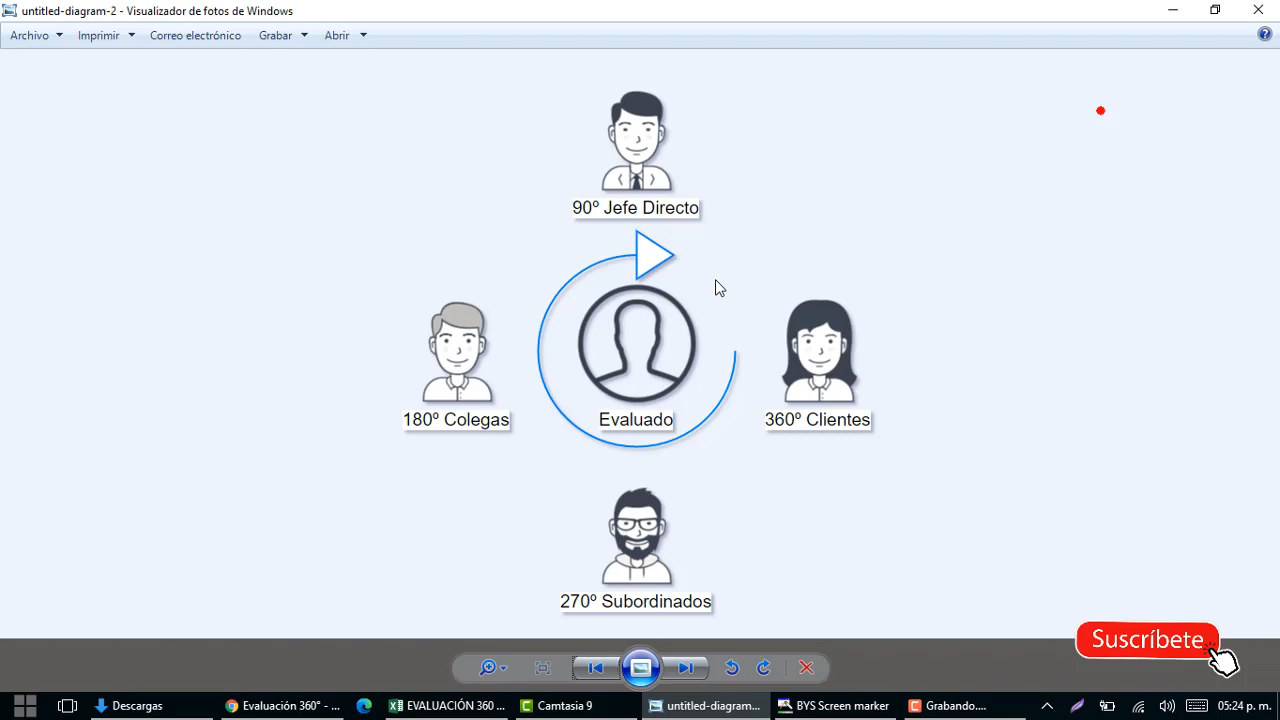 untitled-diagram-2 - Visualizador de fotos de Windows
Archivo Imprimir Correo electrónico Grabar Abrir
90º Jefe Directo
180º Colegas
Evaluado
360º Clientes
270º Subordinados
Suscríbete
Descargas
Evaluación 360° - ...
EVALUACIÓN 360 ...
Camtasia 9
untitled-diagram...
BYS Screen marker
Grabando....
05:24 p. m.